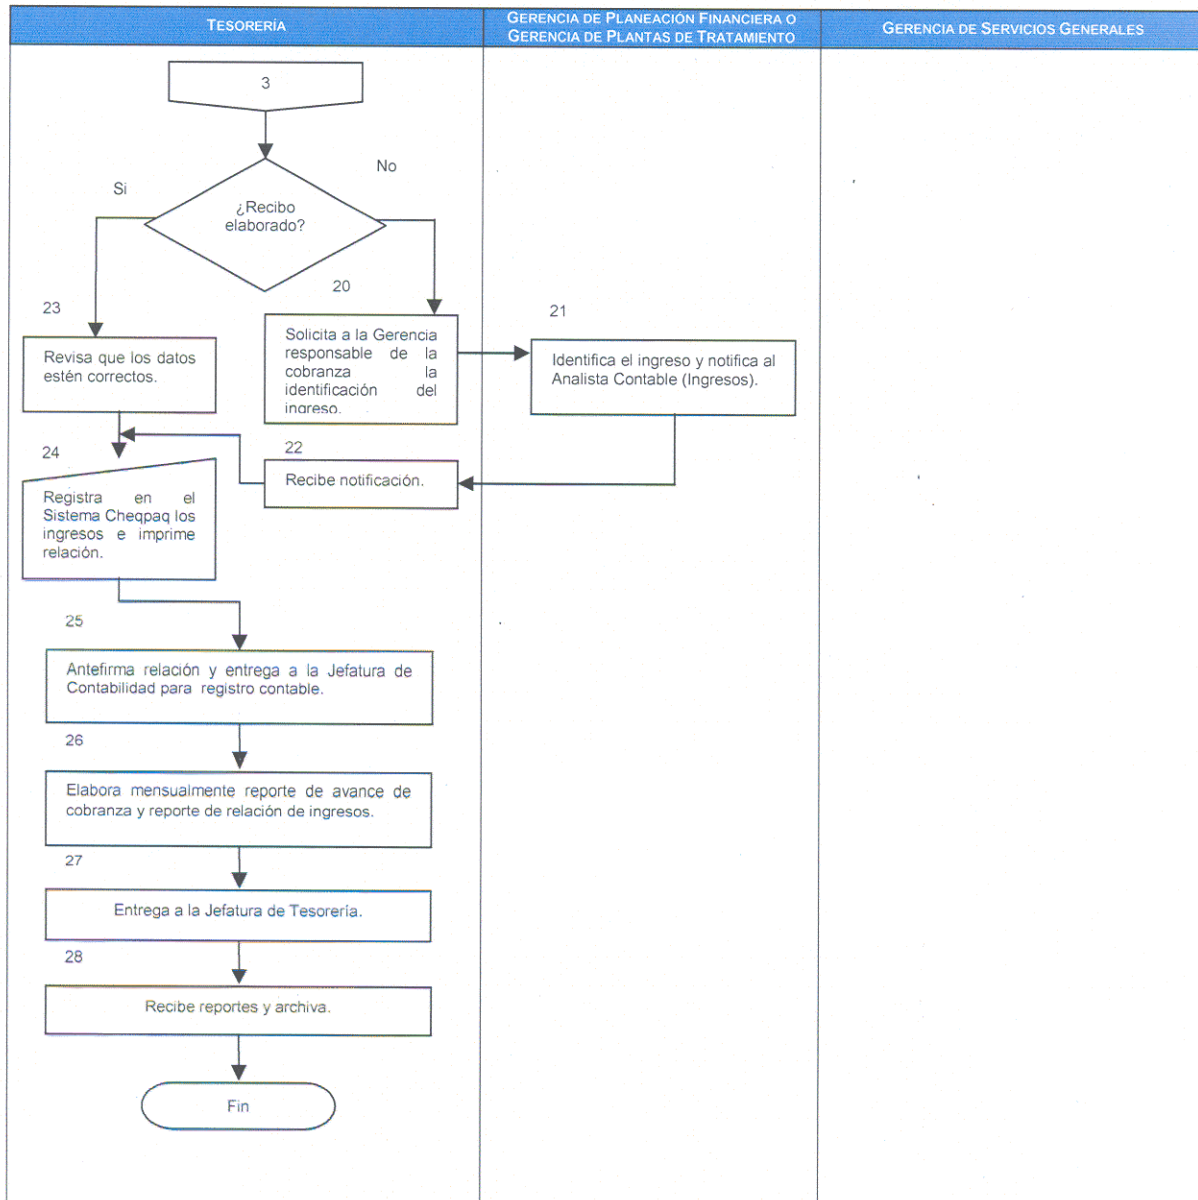 TESORERÍA
GERENCIA DE PLANEACIÓN FINANCIERA O
GERENCIA DE PLANTAS DE TRATAMIENTO
GERENCIA DE SERVICIOS GENERALES
3
Si
No
¿Recibo
elaborado?
20
Solicita a la Gerencia
responsable de la
cobranza la
identificación del
ingreso.
21
Identifica el ingreso y notifica al
Analista Contable (Ingresos).
22
Recibe notificación.
23
Revisa que los datos
estén correctos.
24
Registra en el
Sistema Cheqpaq los
ingresos e imprime
relación.
25
Antefirma relación y entrega a la Jefatura de
Contabilidad para registro contable.
26
Elabora mensualmente reporte de avance de
cobranza y reporte de relación de ingresos.
27
Entrega a la Jefatura de Tesorería.
28
Recibe reportes y archiva.
Fin